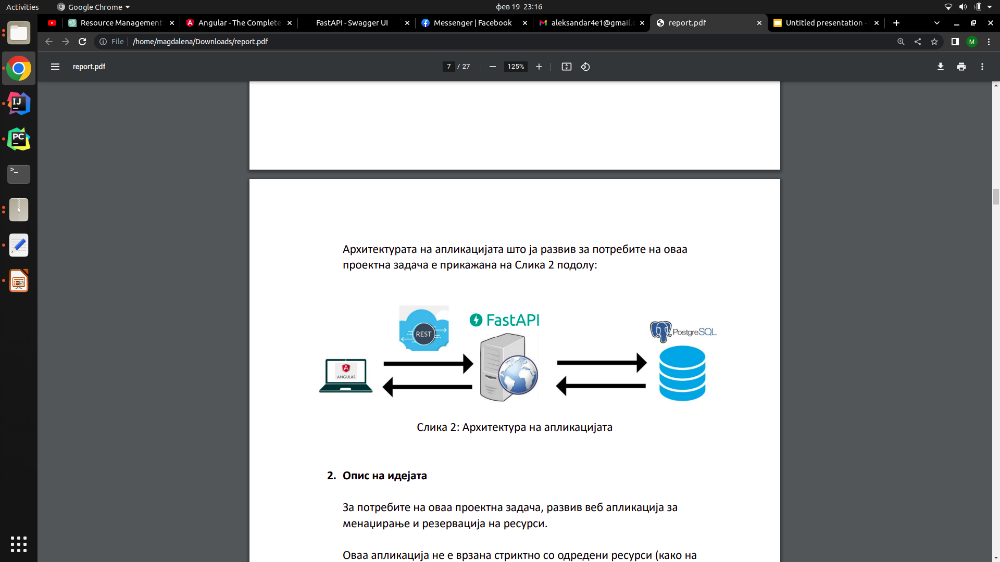 Activities
Google Chrome
фев 19 23:16
Resource Management
Angular - The Complete
FastAPI - Swagger UI
Messenger | Facebook
aleksandar4e1@gmail.c
report.pdf
Untitled presentation -
File
/home/magdalena/Downloads/report.pdf
M
report.pdf
7 / 27
125%
IJ
PC
>_
Архитектурата на апликацијата што ја развив за потребите на оваа
проектна задача е прикажана на Слика 2 подолу:
REST
FastAPI
PostgreSQL
ANGULAR
Слика 2: Архитектура на апликацијата
2. Опис на идејата
За потребите на оваа проектна задача, развив веб апликација за
менаџирање и резервација на ресурси.
Оваа апликација не е врзана стриктно со одредени ресурси (како на